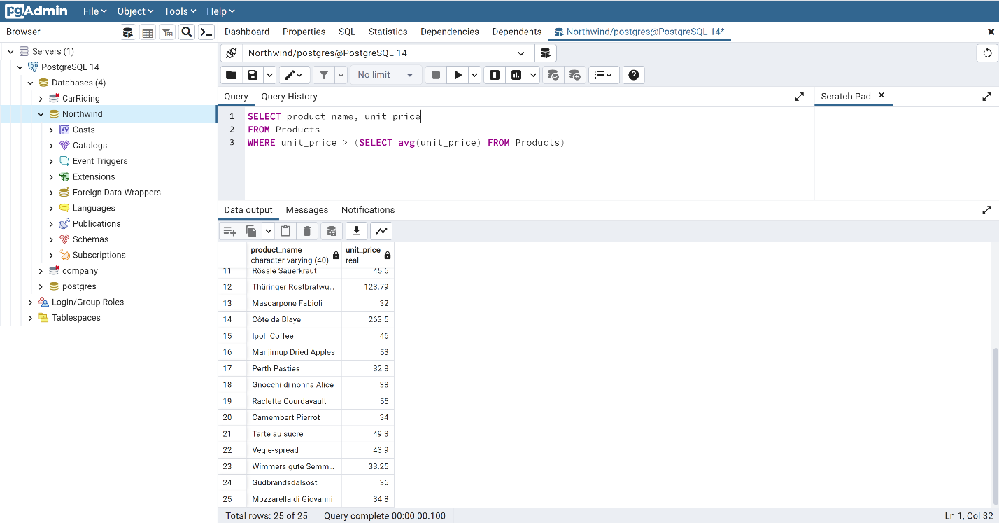 pgAdmin File Object Tools Help
Browser
Dashboard Properties SQL Statistics Dependencies Dependents Northwind/postgres@PostgreSQL 14*
Servers (1)
PostgreSQL 14
Databases (4)
CarRiding
Northwind
Casts
Catalogs
Event Triggers
Extensions
Foreign Data Wrappers
Languages
Publications
Schemas
Subscriptions
company
postgres
Login/Group Roles
Tablespaces
Northwind/postgres@PostgreSQL 14
No limit
E
Query Query History
Scratch Pad
1 SELECT product_name, unit_price
2 FROM Products
3 WHERE unit_price > (SELECT avg(unit_price) FROM Products)
Data output Messages Notifications
product_name unit_price
character varying (40) real
11 Rössle Sauerkraut 45.6
12 Thüringer Rostbratwu... 123.79
13 Mascarpone Fabioli 32
14 Côte de Blaye 263.5
15 Ipoh Coffee 46
16 Manjimup Dried Apples 53
17 Perth Pasties 32.8
18 Gnocchi di nonna Alice 38
19 Raclette Courdavault 55
20 Camembert Pierrot 34
21 Tarte au sucre 49.3
22 Vegie-spread 43.9
23 Wimmers gute Semm... 33.25
24 Gudbrandsdalsost 36
25 Mozzarella di Giovanni 34.8
Total rows: 25 of 25 Query complete 00:00:00.100 Ln 1, Col 32